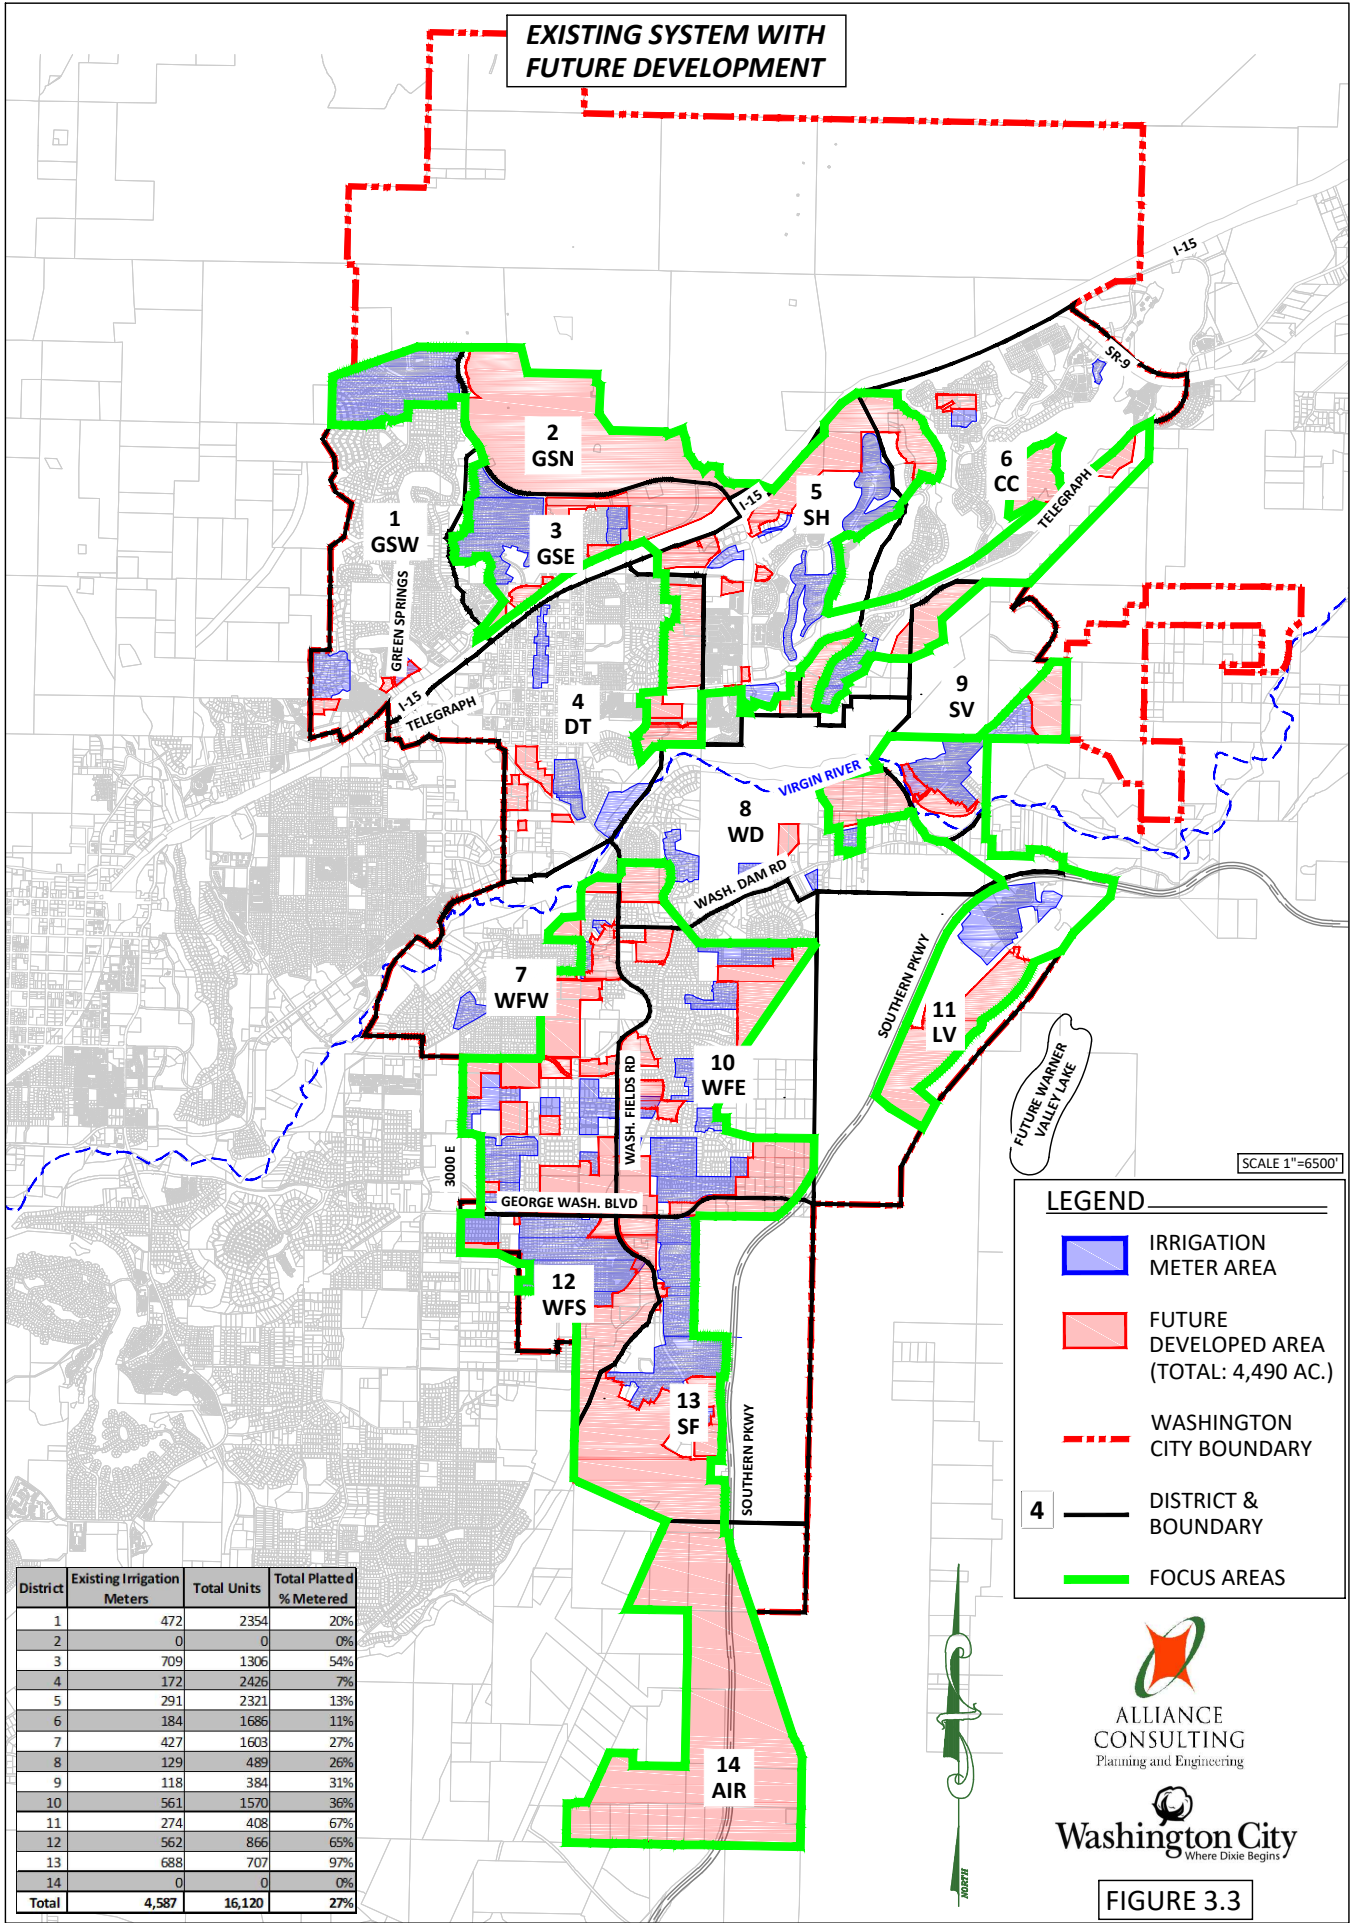 EXISTING SYSTEM WITH
FUTURE DEVELOPMENT
I-15
SR-9
2
GSN
6
CC
5
SH
I-15
TELEGRAPH
1
GSW
3
GSE
GREEN SPRINGS
9
SV
I-15
TELEGRAPH
4
DT
VIRGIN RIVER
8
WD
WASH. DAM RD
7
WFW
SOUTHERN PKWY
11
LV
10
WFE
WASH. FIELDS RD
FUTURE WARNER
VALLEY LAKE
3000 E
GEORGE WASH. BLVD
SCALE 1"=6500'
12
WFS
13
SF
SOUTHERN PKWY
14
AIR
LEGEND
IRRIGATION
METER AREA
FUTURE
DEVELOPED AREA
(TOTAL: 4,490 AC.)
WASHINGTON
CITY BOUNDARY
4 DISTRICT &
BOUNDARY
FOCUS AREAS
District Existing Irrigation Meters Total Units Total Platted % Metered
1 472 2354 20%
2 0 0 0%
3 709 1306 54%
4 172 2426 7%
5 291 2321 13%
6 184 1686 11%
7 427 1603 27%
8 129 489 26%
9 118 384 31%
10 561 1570 36%
11 274 408 67%
12 562 866 65%
13 688 707 97%
14 0 0 0%
Total 4,587 16,120 27%
NORTH
ALLIANCE
CONSULTING
Planning and Engineering
Washington City
Where Dixie Begins
FIGURE 3.3